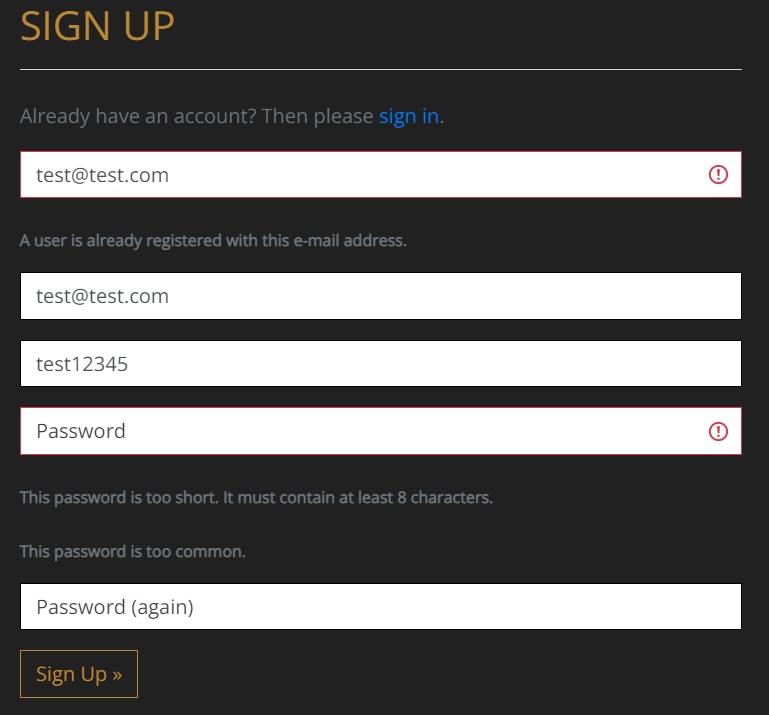 SIGN UP
Already have an account? Then please sign in.
test@test.com
A user is already registered with this e-mail address.
test@test.com
test12345
Password
This password is too short. It must contain at least 8 characters.
This password is too common.
Password (again)
Sign Up »